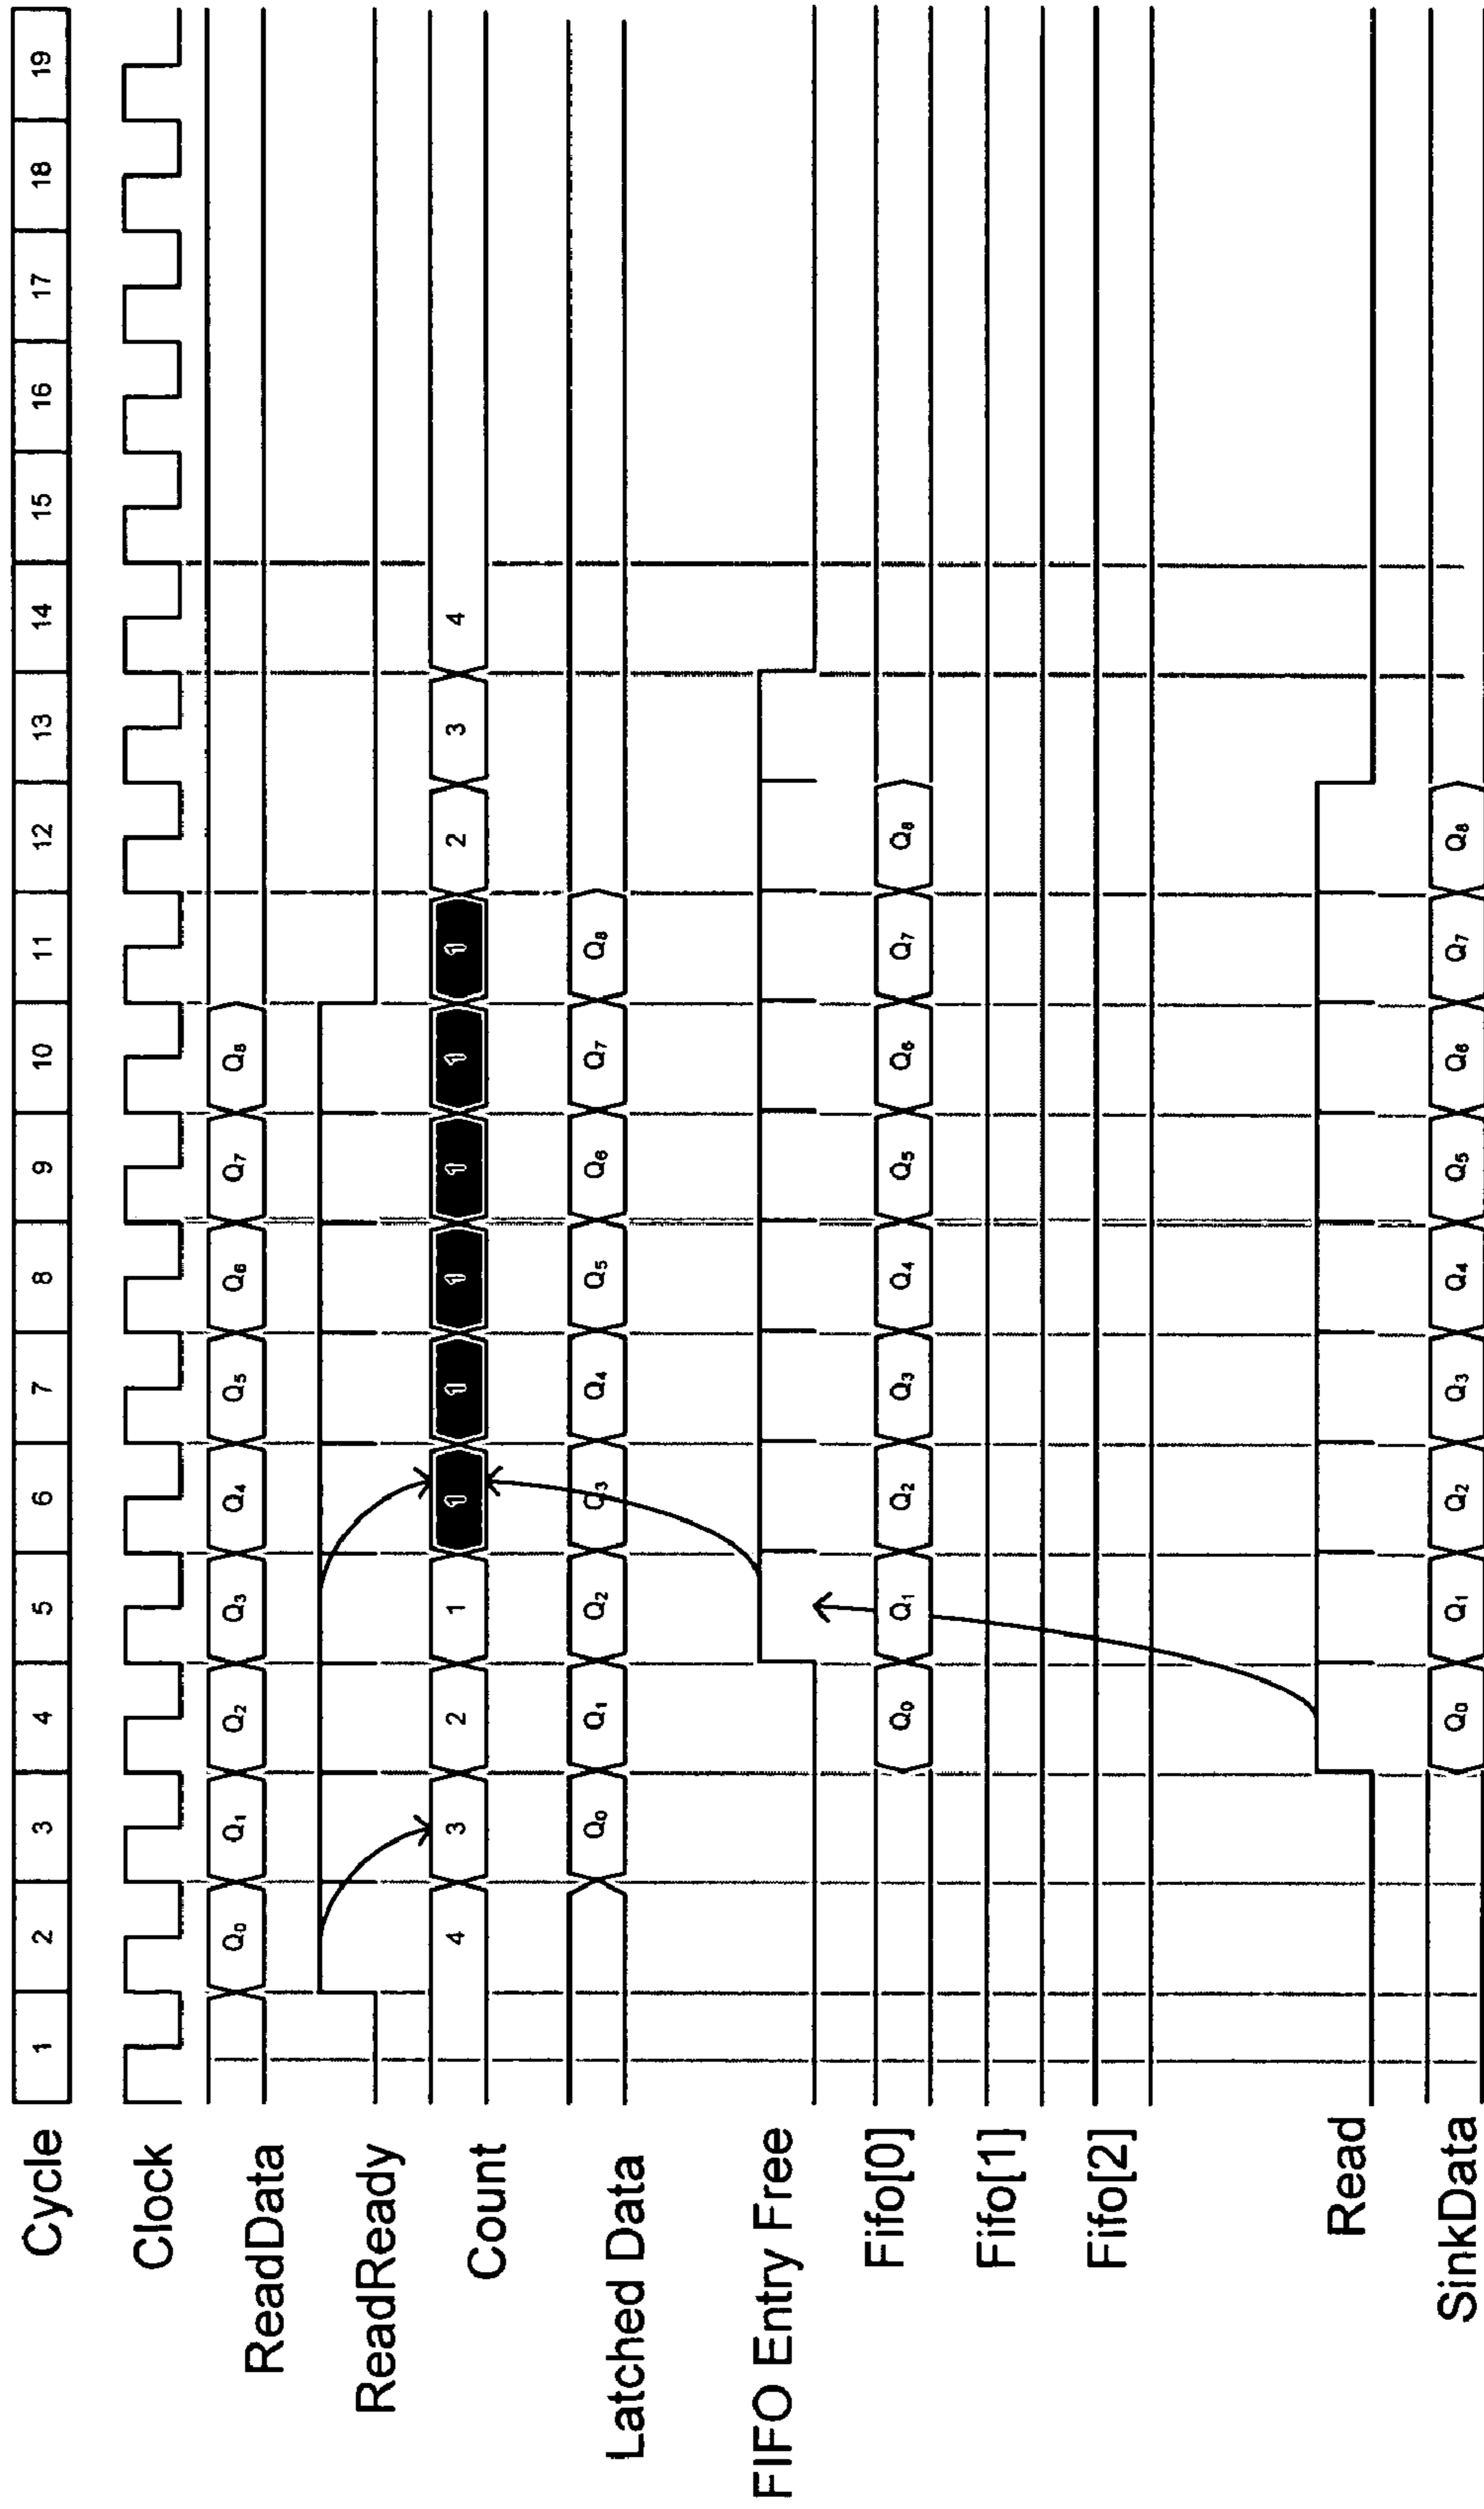 Cycle 1 2 3 4 5 6 7 8 9 10 11 12 13 14 15 16 17 18 19
Clock
ReadData Q₀ Q₁ Q₂ Q₃ Q₄ Q₅ Q₆ Q₇ Q₈
ReadReady
Count 4 3 2 1 1 1 1 1 1 1 2 3 4
Latched Data Q₀ Q₁ Q₂ Q₃ Q₄ Q₅ Q₆ Q₇ Q₈
FIFO Entry Free
Fifo[0] Q₀ Q₁ Q₂ Q₃ Q₄ Q₅ Q₆ Q₇ Q₈
Fifo[1]
Fifo[2]
Read
SinkData Q₀ Q₁ Q₂ Q₃ Q₄ Q₅ Q₆ Q₇ Q₈